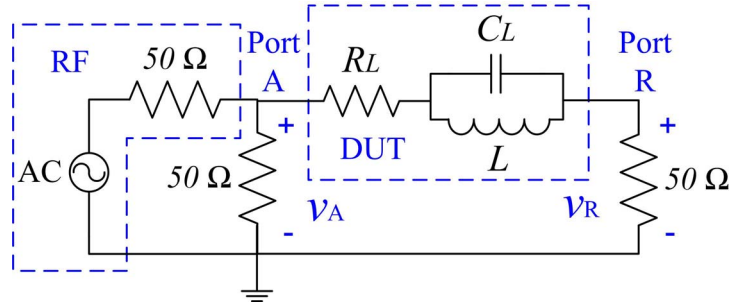 RF
50 Ω
Port
A
R_L
C_L
Port
R
+
+
DUT
L
AC
50 Ω
v_A
v_R
50 Ω
-
-